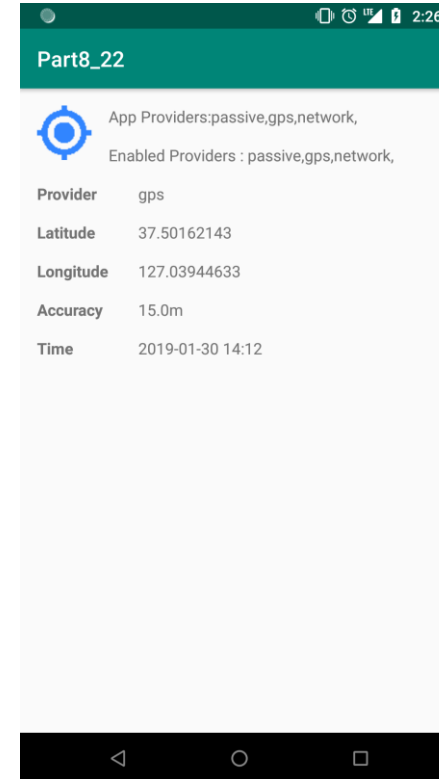 LTE 2:26
Part8_22
App Providers:passive,gps,network,
Enabled Providers : passive,gps,network,
Provider gps
Latitude 37.50162143
Longitude 127.03944633
Accuracy 15.0m
Time 2019-01-30 14:12